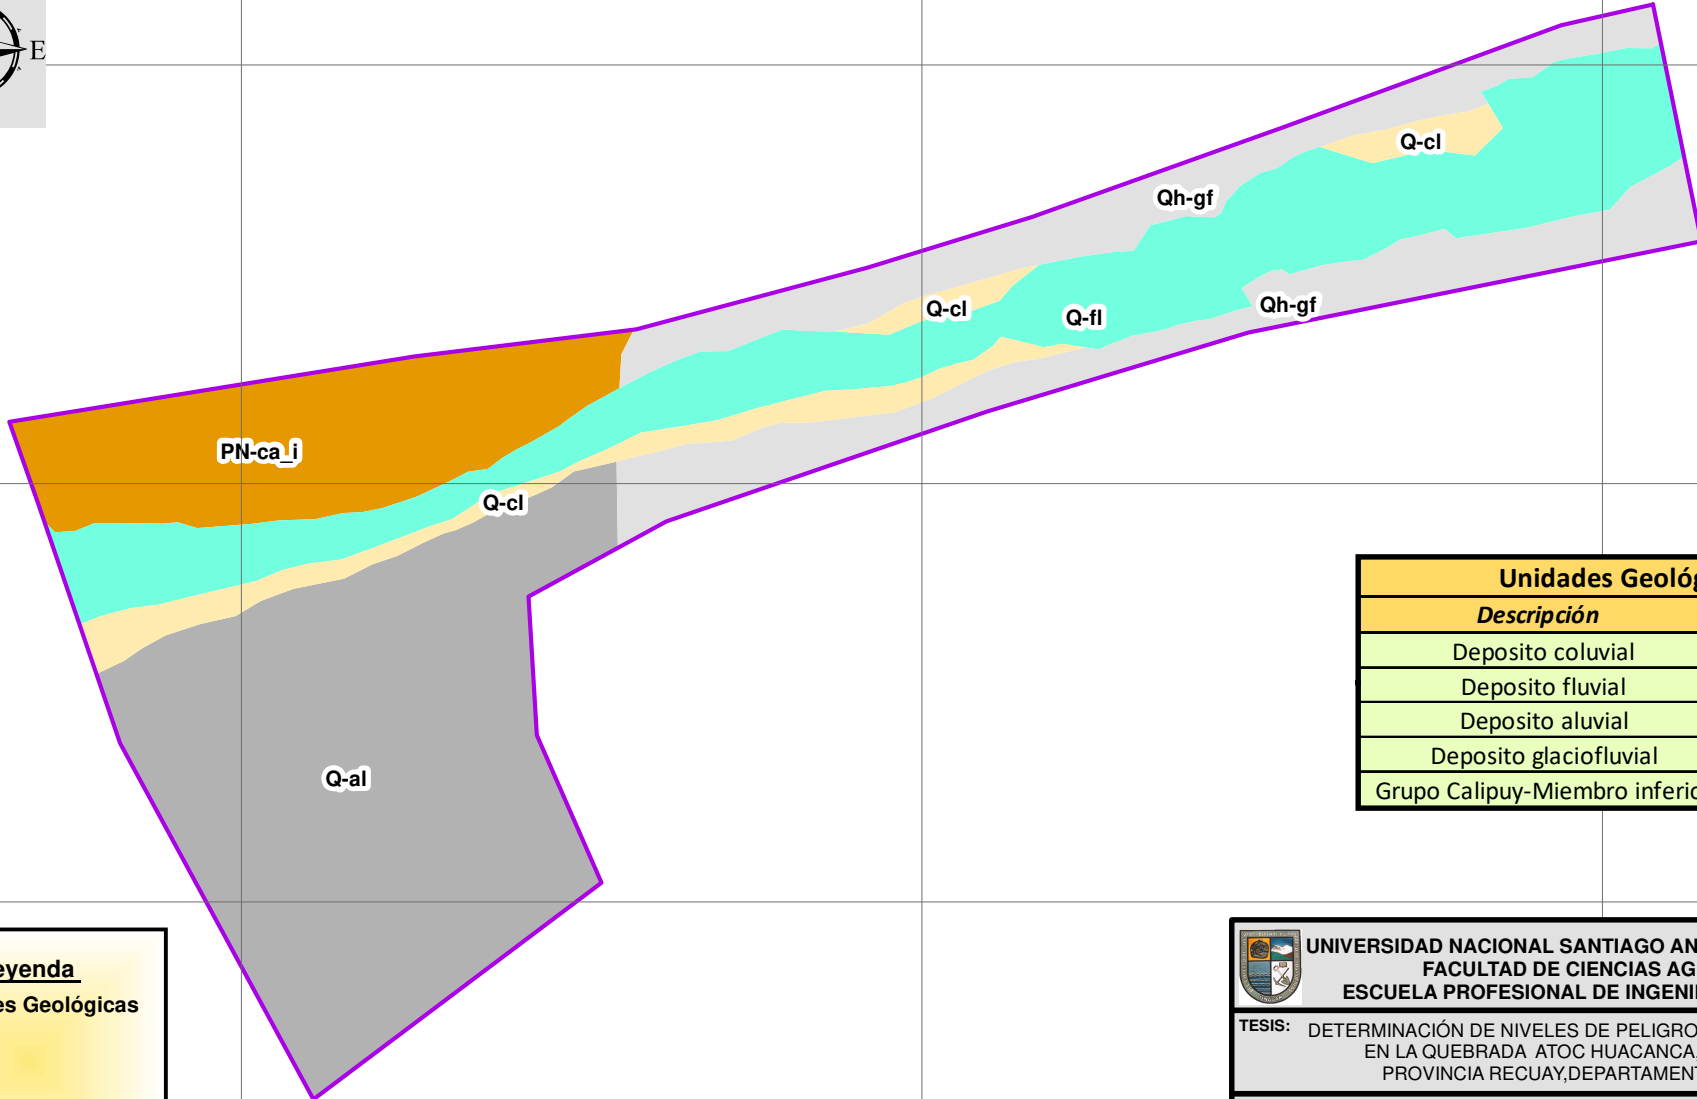 E
Q-cl
Qh-gf
Q-cl
Q-fl
Qh-gf
PN-ca_i
Q-cl
Q-al
Unidades Geológ
Descripción
Deposito coluvial
Deposito fluvial
Deposito aluvial
Deposito glaciofluvial
Grupo Calipuy-Miembro inferio
eyenda
es Geológicas
UNIVERSIDAD NACIONAL SANTIAGO AN
FACULTAD DE CIENCIAS AG
ESCUELA PROFESIONAL DE INGENI
TESIS: DETERMINACIÓN DE NIVELES DE PELIGRO
EN LA QUEBRADA ATOC HUACANCA,
PROVINCIA RECUAY,DEPARTAMENT